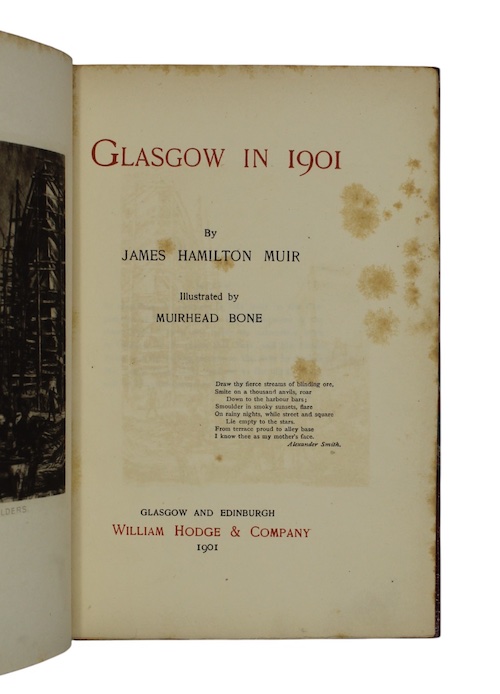 LDERS.
GLASGOW IN 1901
By
JAMES HAMILTON MUIR
Illustrated by
MUIRHEAD BONE
Draw thy fierce streams of blinding ore,
Smite on a thousand anvils, roar
Down to the harbour bars;
Smoulder in smoky sunsets, flare
On rainy nights, while street and square
Lie empty to the stars.
From terrace proud to alley base
I know thee as my mother's face.
Alexander Smith.
GLASGOW AND EDINBURGH
WILLIAM HODGE & COMPANY
1901